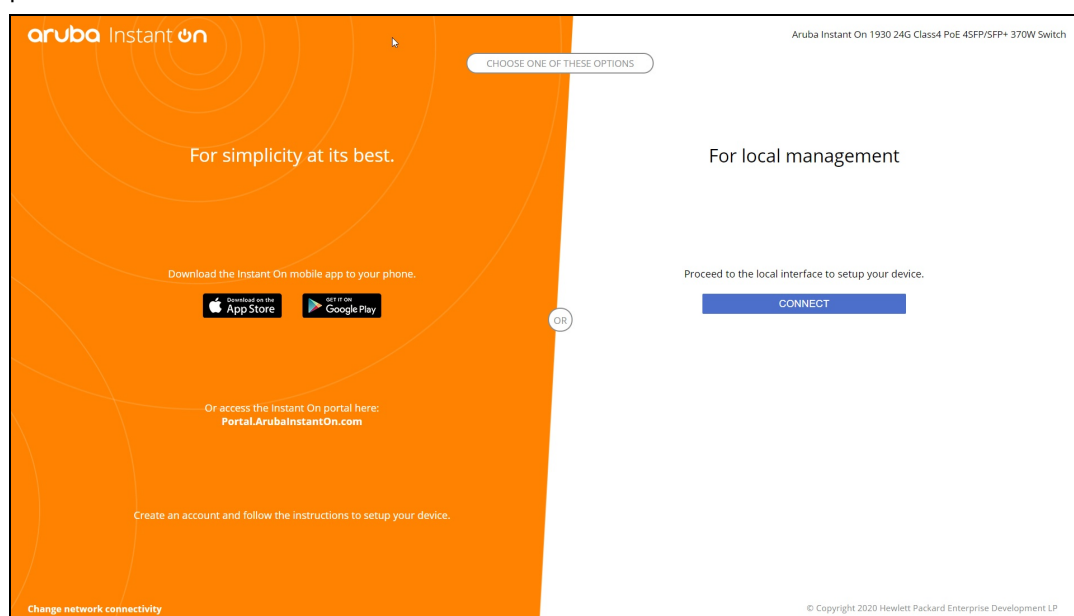 aruba Instant on
Aruba Instant On 1930 24G Class4 PoE 4SFP/SFP+ 370W Switch
CHOOSE ONE OF THESE OPTIONS
For simplicity at its best.
Download the Instant On mobile app to your phone.
Download on the
App Store
GET IT ON
Google Play
Or access the Instant On portal here:
Portal.ArubaInstantOn.com
Create an account and follow the instructions to setup your device.
Change network connectivity
OR
For local management
Proceed to the local interface to setup your device.
CONNECT
© Copyright 2020 Hewlett Packard Enterprise Development LP